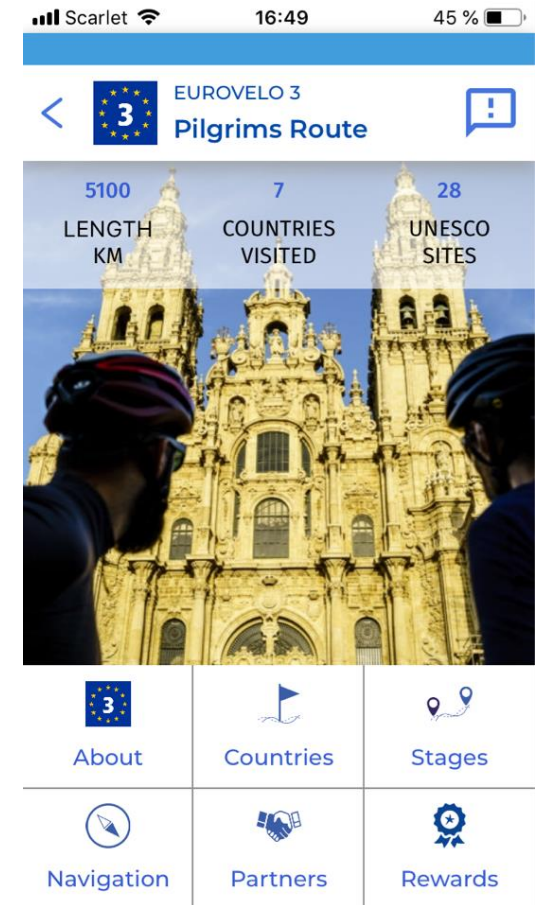 Scarlet 16:49 45 %
3
EUROVELO 3
Pilgrims Route
5100 7 28
LENGTH COUNTRIES UNESCO
KM VISITED SITES
3
About Countries Stages
Navigation Partners Rewards